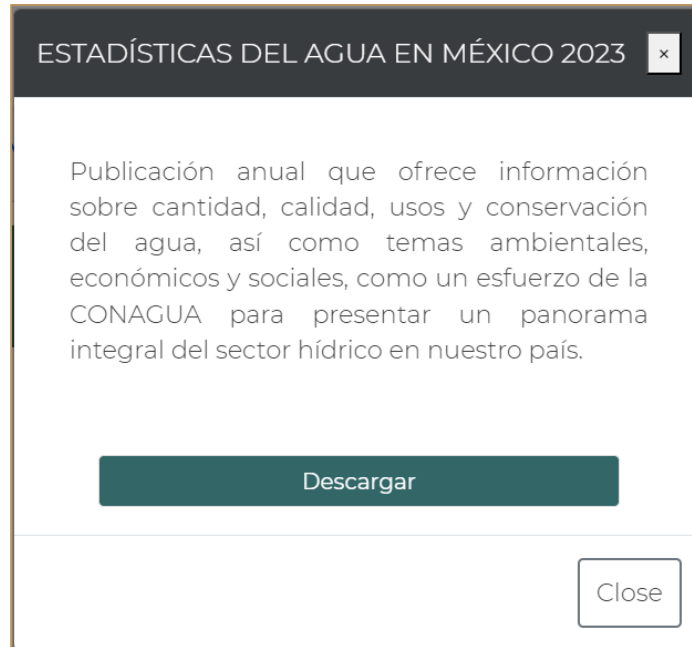 ESTADÍSTICAS DEL AGUA EN MÉXICO 2023 ×
Publicación anual que ofrece información
sobre cantidad, calidad, usos y conservación
del agua, así como temas ambientales,
económicos y sociales, como un esfuerzo de la
CONAGUA para presentar un panorama
integral del sector hídrico en nuestro país.
Descargar
Close